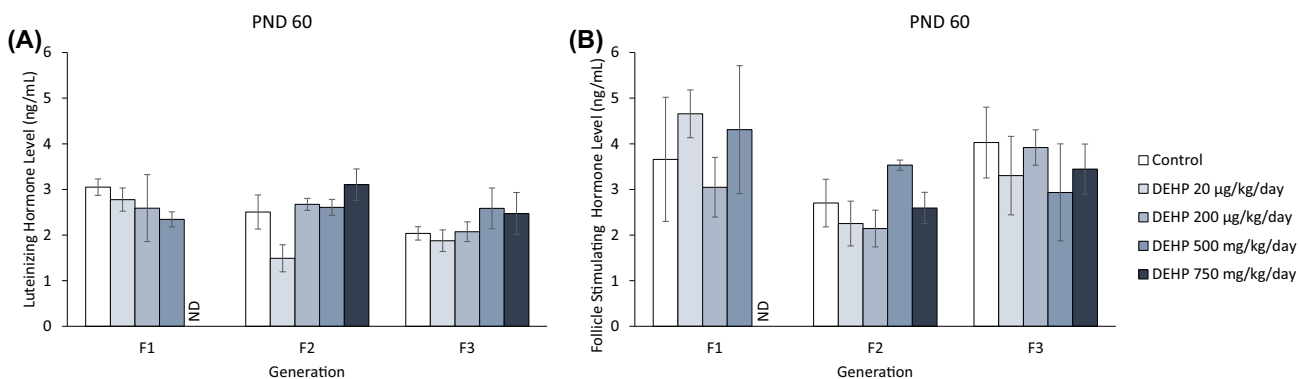 PND 60
(A)
Luteinizing Hormone Level (ng/mL)
6
5
4
3
2
1
0
ND
F1
F2
F3
Generation
PND 60
(B)
Follicle Stimulating Hormone Level (ng/mL)
6
5
4
3
2
1
0
ND
F1
F2
F3
Generation
Control
DEHP 20 µg/kg/day
DEHP 200 µg/kg/day
DEHP 500 mg/kg/day
DEHP 750 mg/kg/day